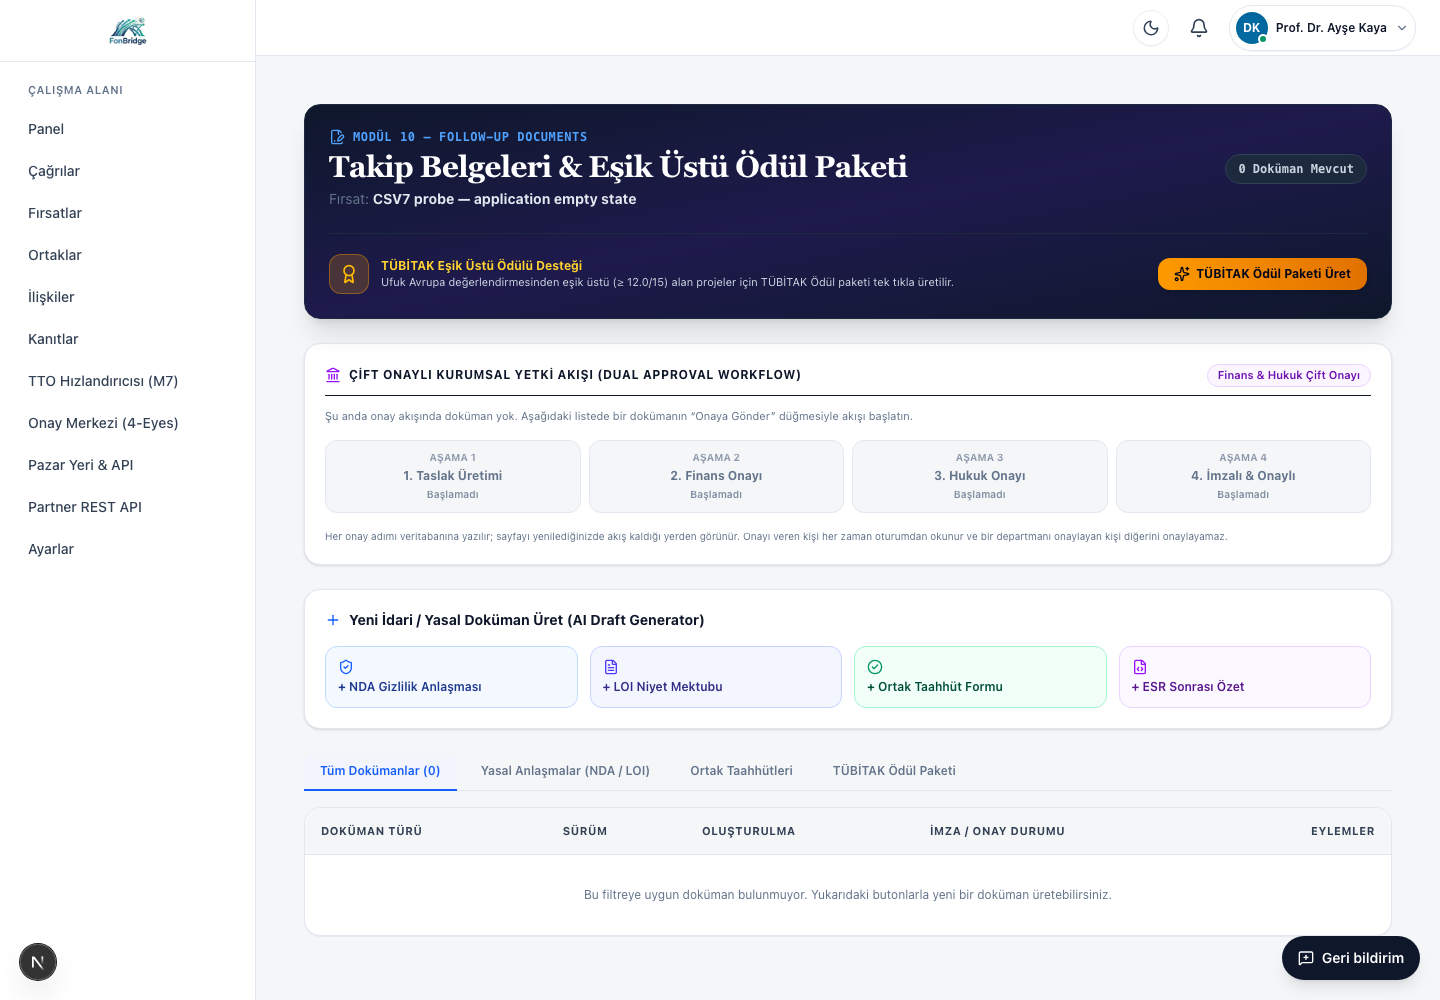 FonBridge
DK
Prof. Dr. Ayşe Kaya
ÇALIŞMA ALANI
Panel
Çağrılar
Fırsatlar
Ortaklar
İlişkiler
Kanıtlar
TTO Hızlandırıcısı (M7)
Onay Merkezi (4-Eyes)
Pazar Yeri & API
Partner REST API
Ayarlar
N
MODÜL 10 — FOLLOW-UP DOCUMENTS
Takip Belgeleri & Eşik Üstü Ödül Paketi
Fırsat: CSV7 probe — application empty state
0 Doküman Mevcut
TÜBİTAK Eşik Üstü Ödülü Desteği
Ufuk Avrupa değerlendirmesinden eşik üstü (≥ 12.0/15) alan projeler için TÜBİTAK Ödül paketi tek tıkla üretilir.
TÜBİTAK Ödül Paketi Üret
ÇİFT ONAYLI KURUMSAL YETKİ AKIŞI (DUAL APPROVAL WORKFLOW)
Finans & Hukuk Çift Onayı
Şu anda onay akışında doküman yok. Aşağıdaki listede bir dokümanın “Onaya Gönder” düğmesiyle akışı başlatın.
AŞAMA 1
1. Taslak Üretimi
Başlamadı
AŞAMA 2
2. Finans Onayı
Başlamadı
AŞAMA 3
3. Hukuk Onayı
Başlamadı
AŞAMA 4
4. İmzalı & Onaylı
Başlamadı
Her onay adımı veritabanına yazılır; sayfayı yenilediğinizde akış kaldığı yerden görünür. Onayı veren kişi her zaman oturumdan okunur ve bir departmanı onaylayan kişi diğerini onaylayamaz.
Yeni İdari / Yasal Doküman Üret (AI Draft Generator)
+ NDA Gizlilik Anlaşması
+ LOI Niyet Mektubu
+ Ortak Taahhüt Formu
+ ESR Sonrası Özet
Tüm Dokümanlar (0)
Yasal Anlaşmalar (NDA / LOI)
Ortak Taahhütleri
TÜBİTAK Ödül Paketi
DOKÜMAN TÜRÜ
SÜRÜM
OLUŞTURULMA
İMZA / ONAY DURUMU
EYLEMLER
Bu filtreye uygun doküman bulunmuyor. Yukarıdaki butonlarla yeni bir doküman üretebilirsiniz.
Geri bildirim